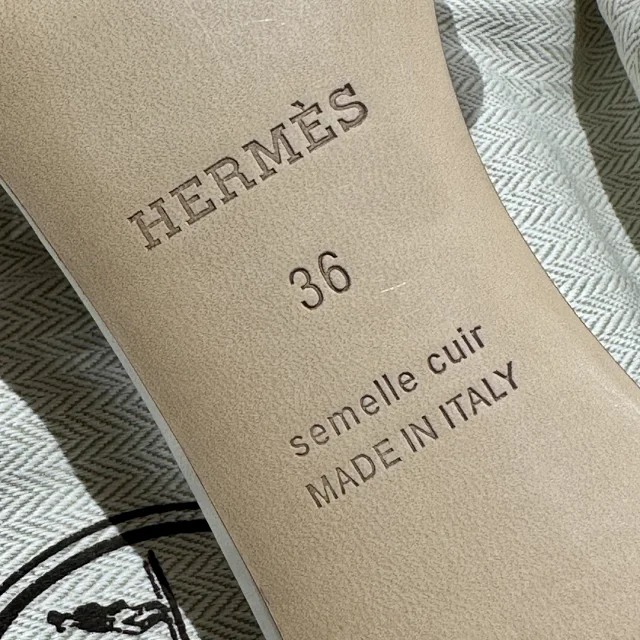 HERMÈS
36
semelle cuir
MADE IN ITALY